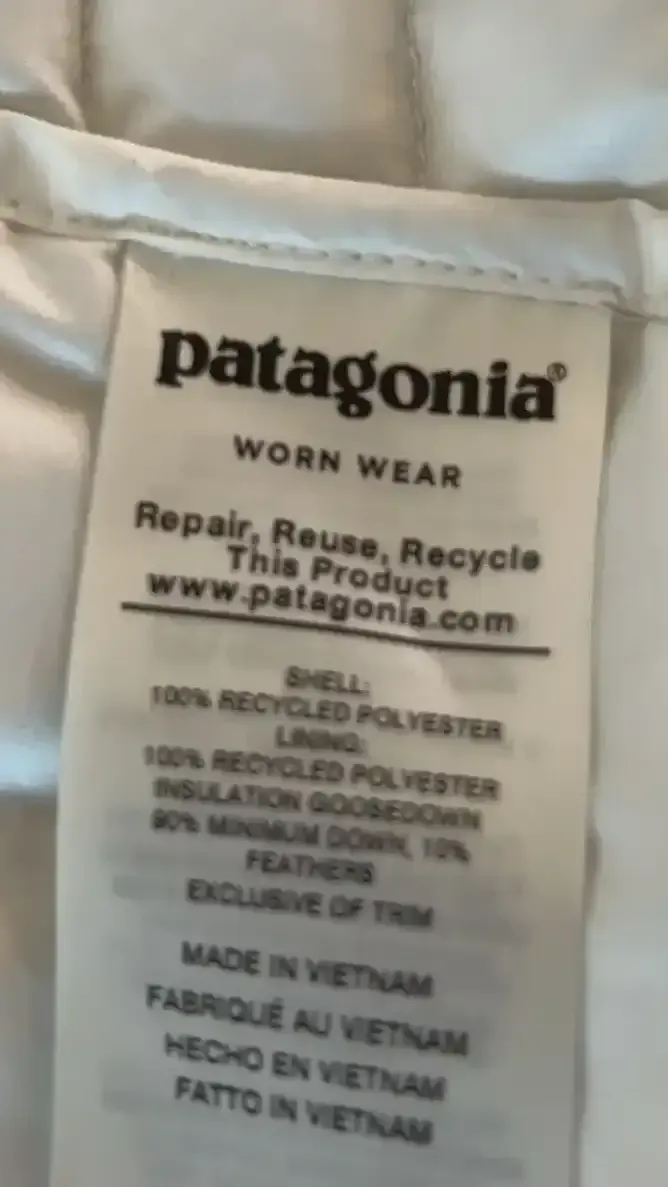 patagonia®
WORN WEAR
Repair, Reuse, Recycle
This Product
www.patagonia.com
SHELL:
100% RECYCLED POLYESTER
LINING:
100% RECYCLED POLYESTER
INSULATION GOOSEDOWN
90% MINIMUM DOWN, 10%
FEATHERS
EXCLUSIVE OF TRIM
MADE IN VIETNAM
FABRIQUÉ AU VIETNAM
HECHO EN VIETNAM
FATTO IN VIETNAM